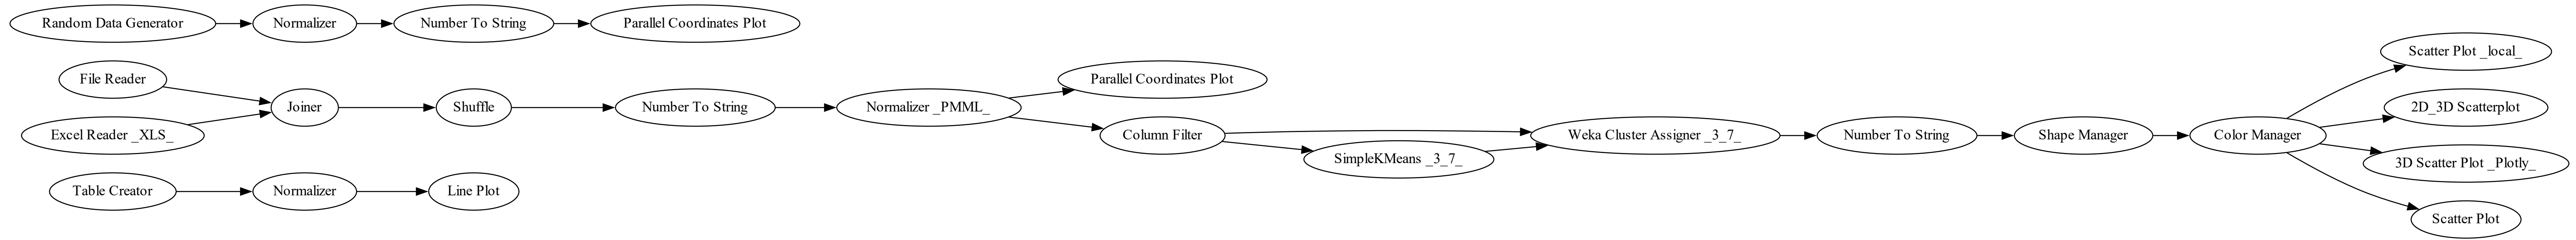 Random Data Generator
Normalizer
Number To String
Parallel Coordinates Plot
File Reader
Excel Reader _XLS_
Joiner
Shuffle
Number To String
Normalizer _PMML_
Parallel Coordinates Plot
Column Filter
SimpleKMeans _3_7_
Weka Cluster Assigner _3_7_
Number To String
Shape Manager
Color Manager
Scatter Plot _local_
2D_3D Scatterplot
3D Scatter Plot _Plotly_
Scatter Plot
Table Creator
Normalizer
Line Plot